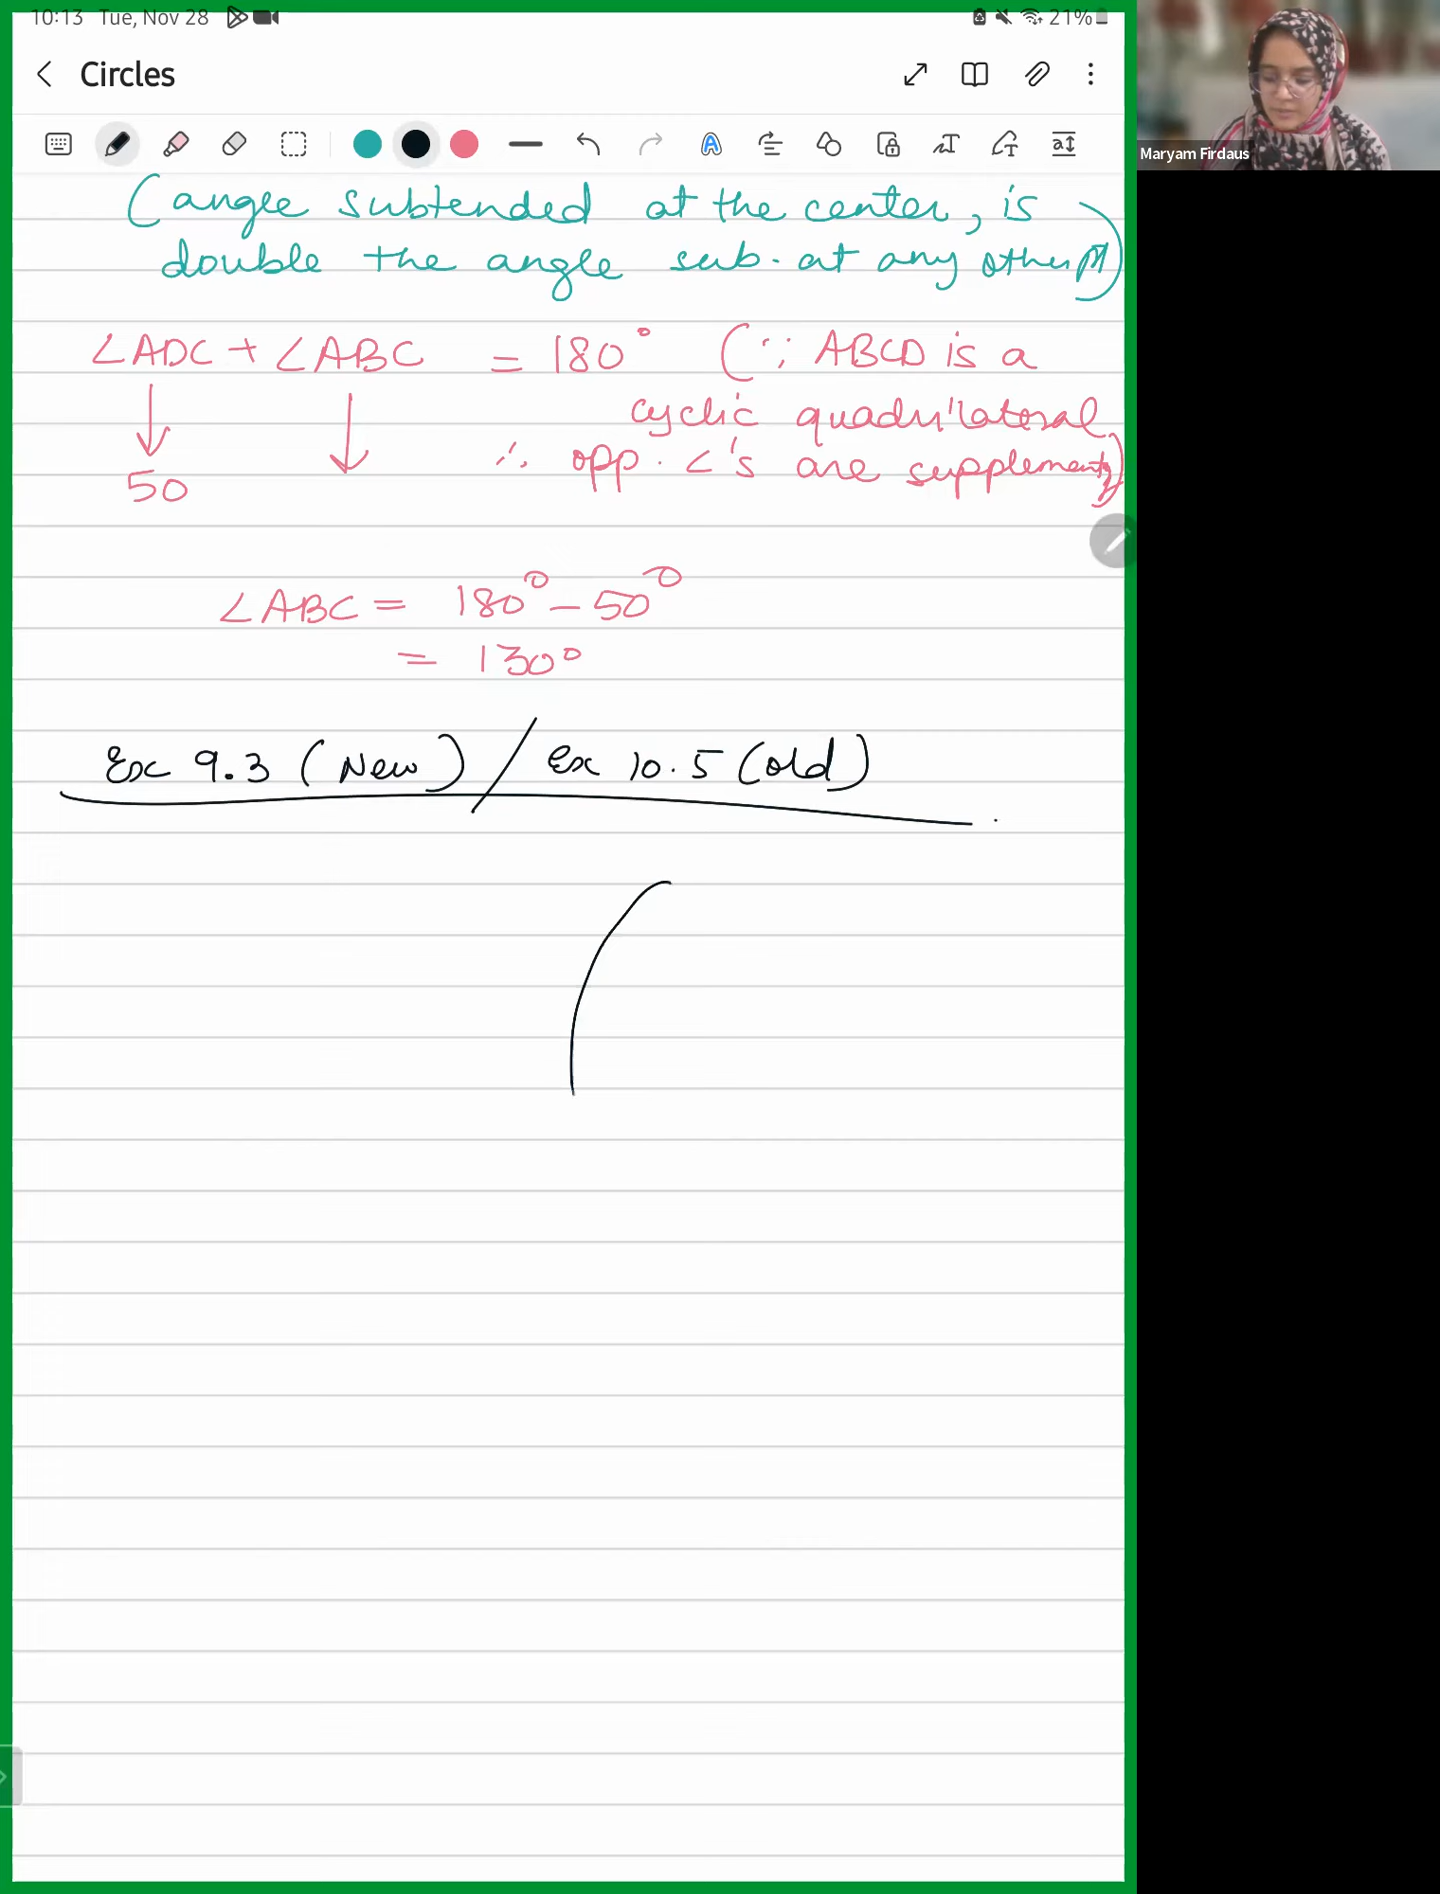 10:13 Tue, Nov 28
21%
Circles
Maryam Firdaus
(angle subtended at the center, is
double the angle sub. at any other pt)
∠ADC + ∠ABC = 180° (∵ ABCD is a
cyclic quadrilateral
50
∴ opp. ∠'s are supplementy)
∠ABC = 180° - 50°
= 130°
Ex 9.3 (New) / Ex 10.5 (old)